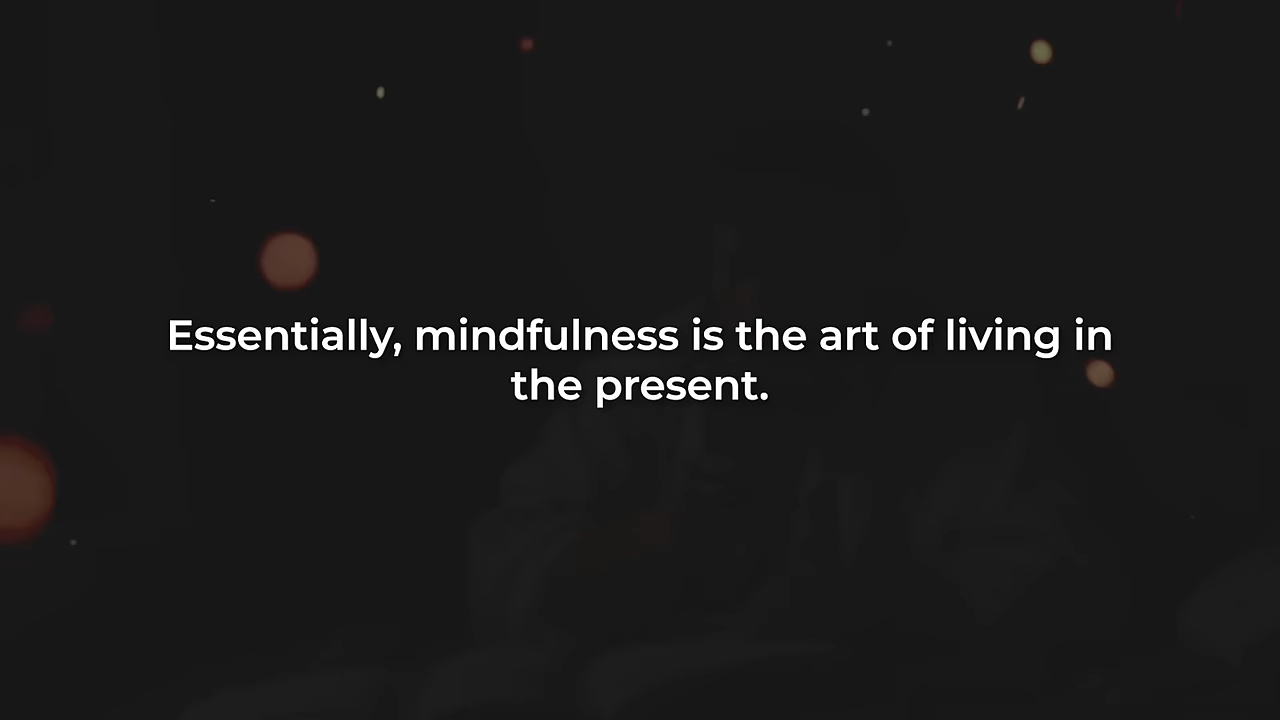 Essentially, mindfulness is the art of living in
the present.